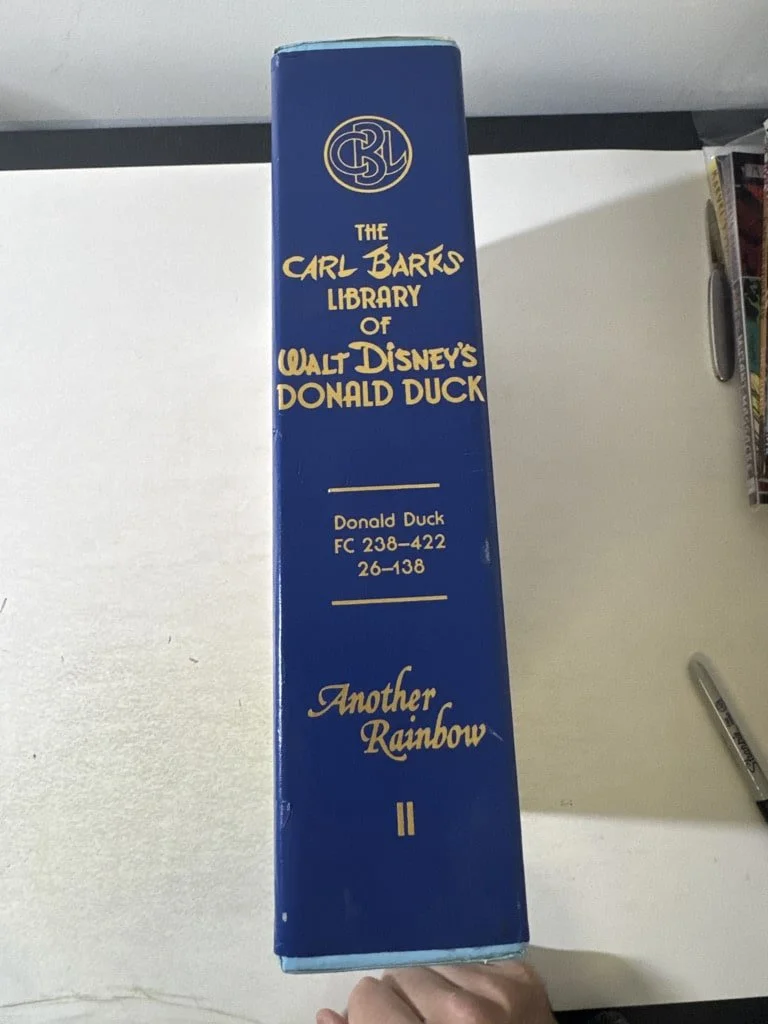 CBL
THE
CARL BARKS
LIBRARY
OF
WALT DISNEY'S
DONALD DUCK
Donald Duck
FC 238–422
26–138
Another
Rainbow
II
Sharpie